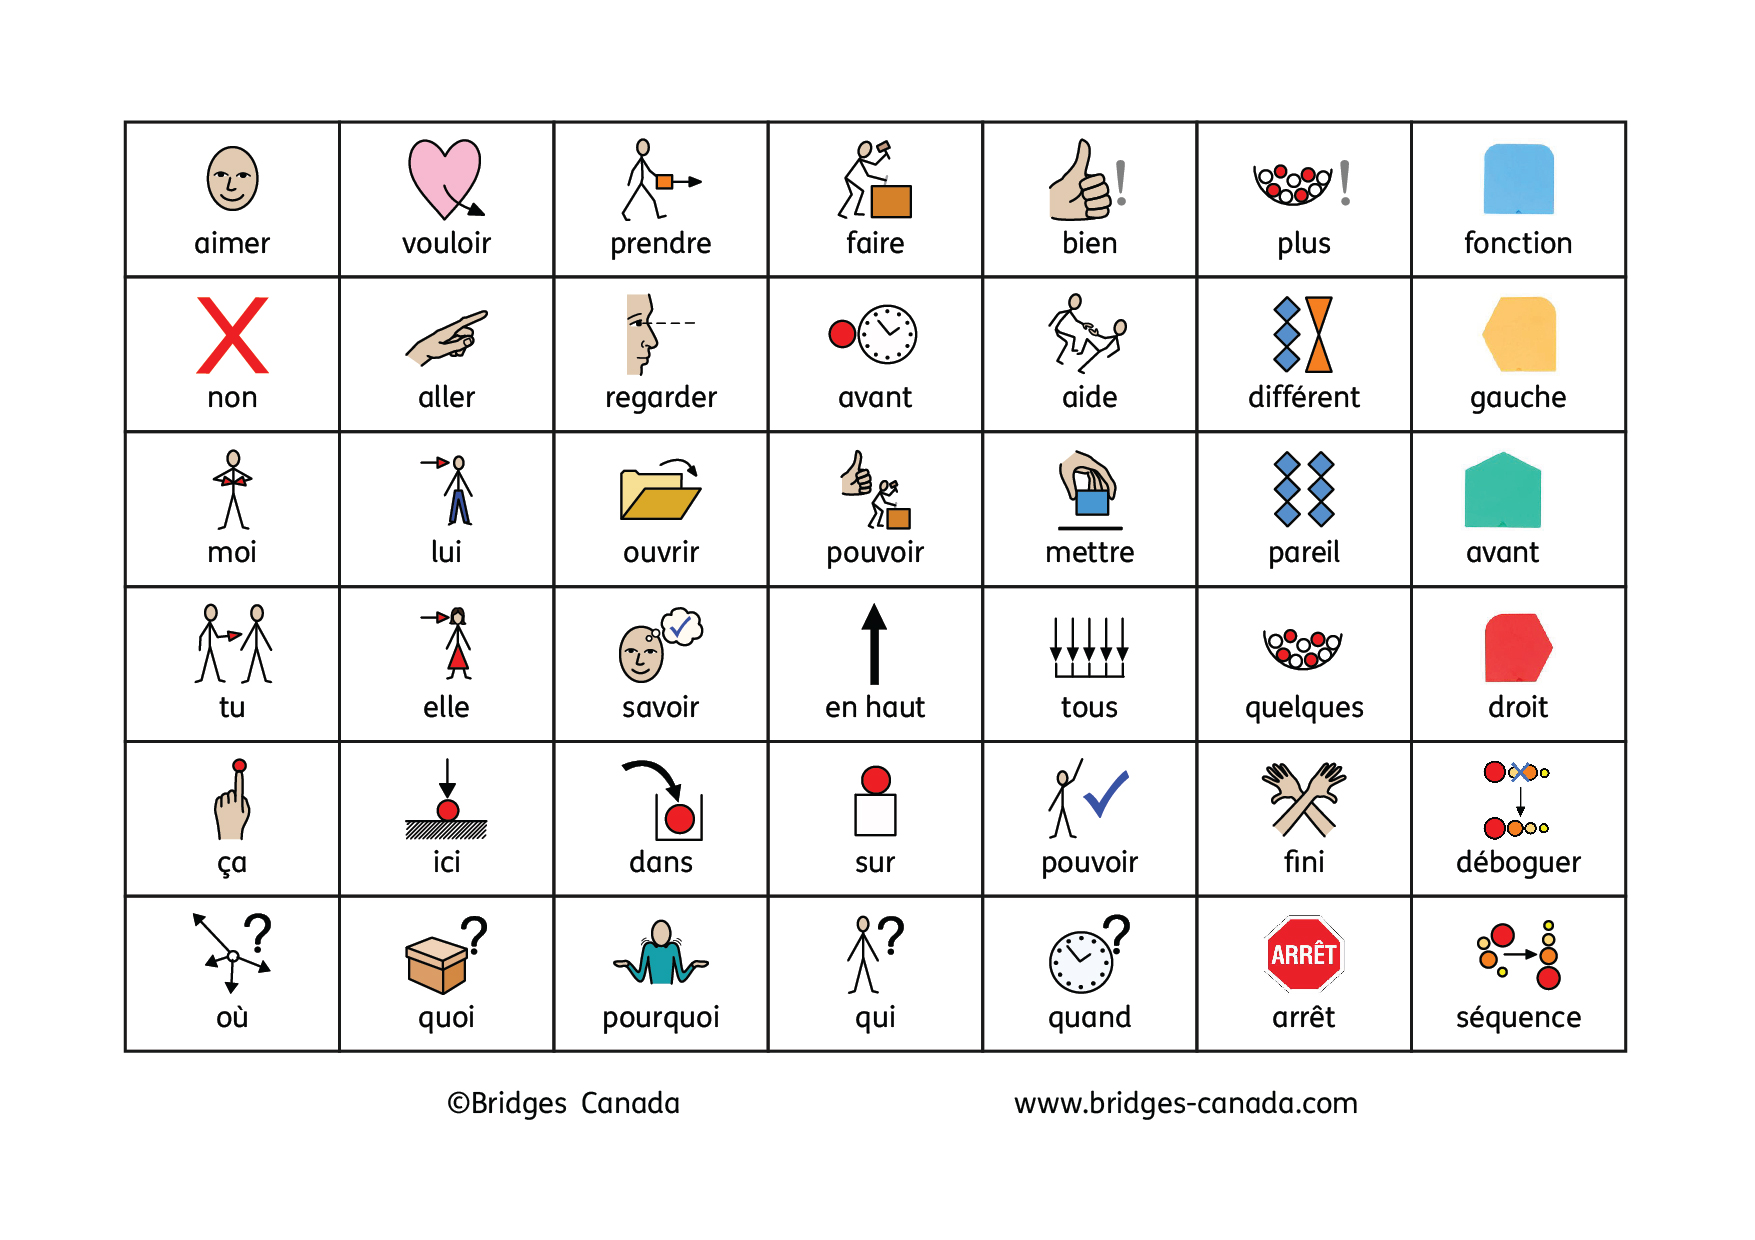 aimer vouloir prendre faire bien plus fonction
non aller regarder avant aide différent gauche
moi lui ouvrir pouvoir mettre pareil avant
tu elle savoir en haut tous quelques droit
ça ici dans sur pouvoir fini déboguer
ARRÊT
où quoi pourquoi qui quand arrêt séquence
©Bridges Canada www.bridges-canada.com